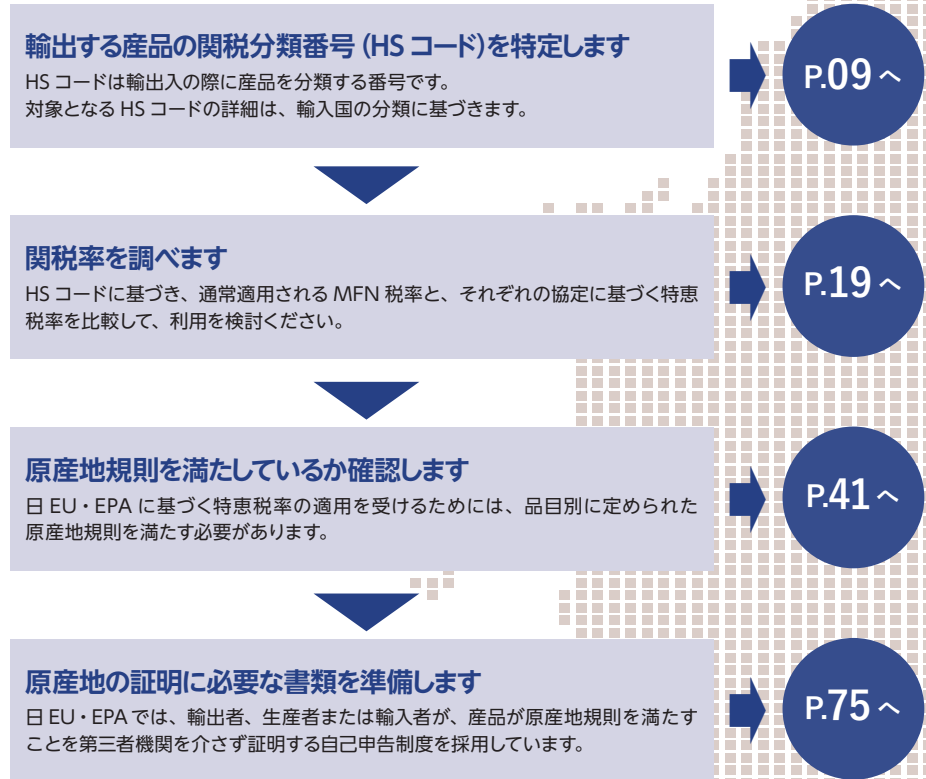 輸出する産品の関税分類番号（HS コード）を特定します
HS コードは輸出入の際に産品を分類する番号です。
対象となる HS コードの詳細は、輸入国の分類に基づきます。
P.09 へ
関税率を調べます
HS コードに基づき、通常適用される MFN 税率と、それぞれの協定に基づく特恵
税率を比較して、利用を検討ください。
P.19 へ
原産地規則を満たしているか確認します
日 EU・EPA に基づく特恵税率の適用を受けるためには、品目別に定められた
原産地規則を満たす必要があります。
P.41 へ
原産地の証明に必要な書類を準備します
日 EU・EPA では、輸出者、生産者または輸入者が、産品が原産地規則を満たす
ことを第三者機関を介さず証明する自己申告制度を採用しています。
P.75 へ